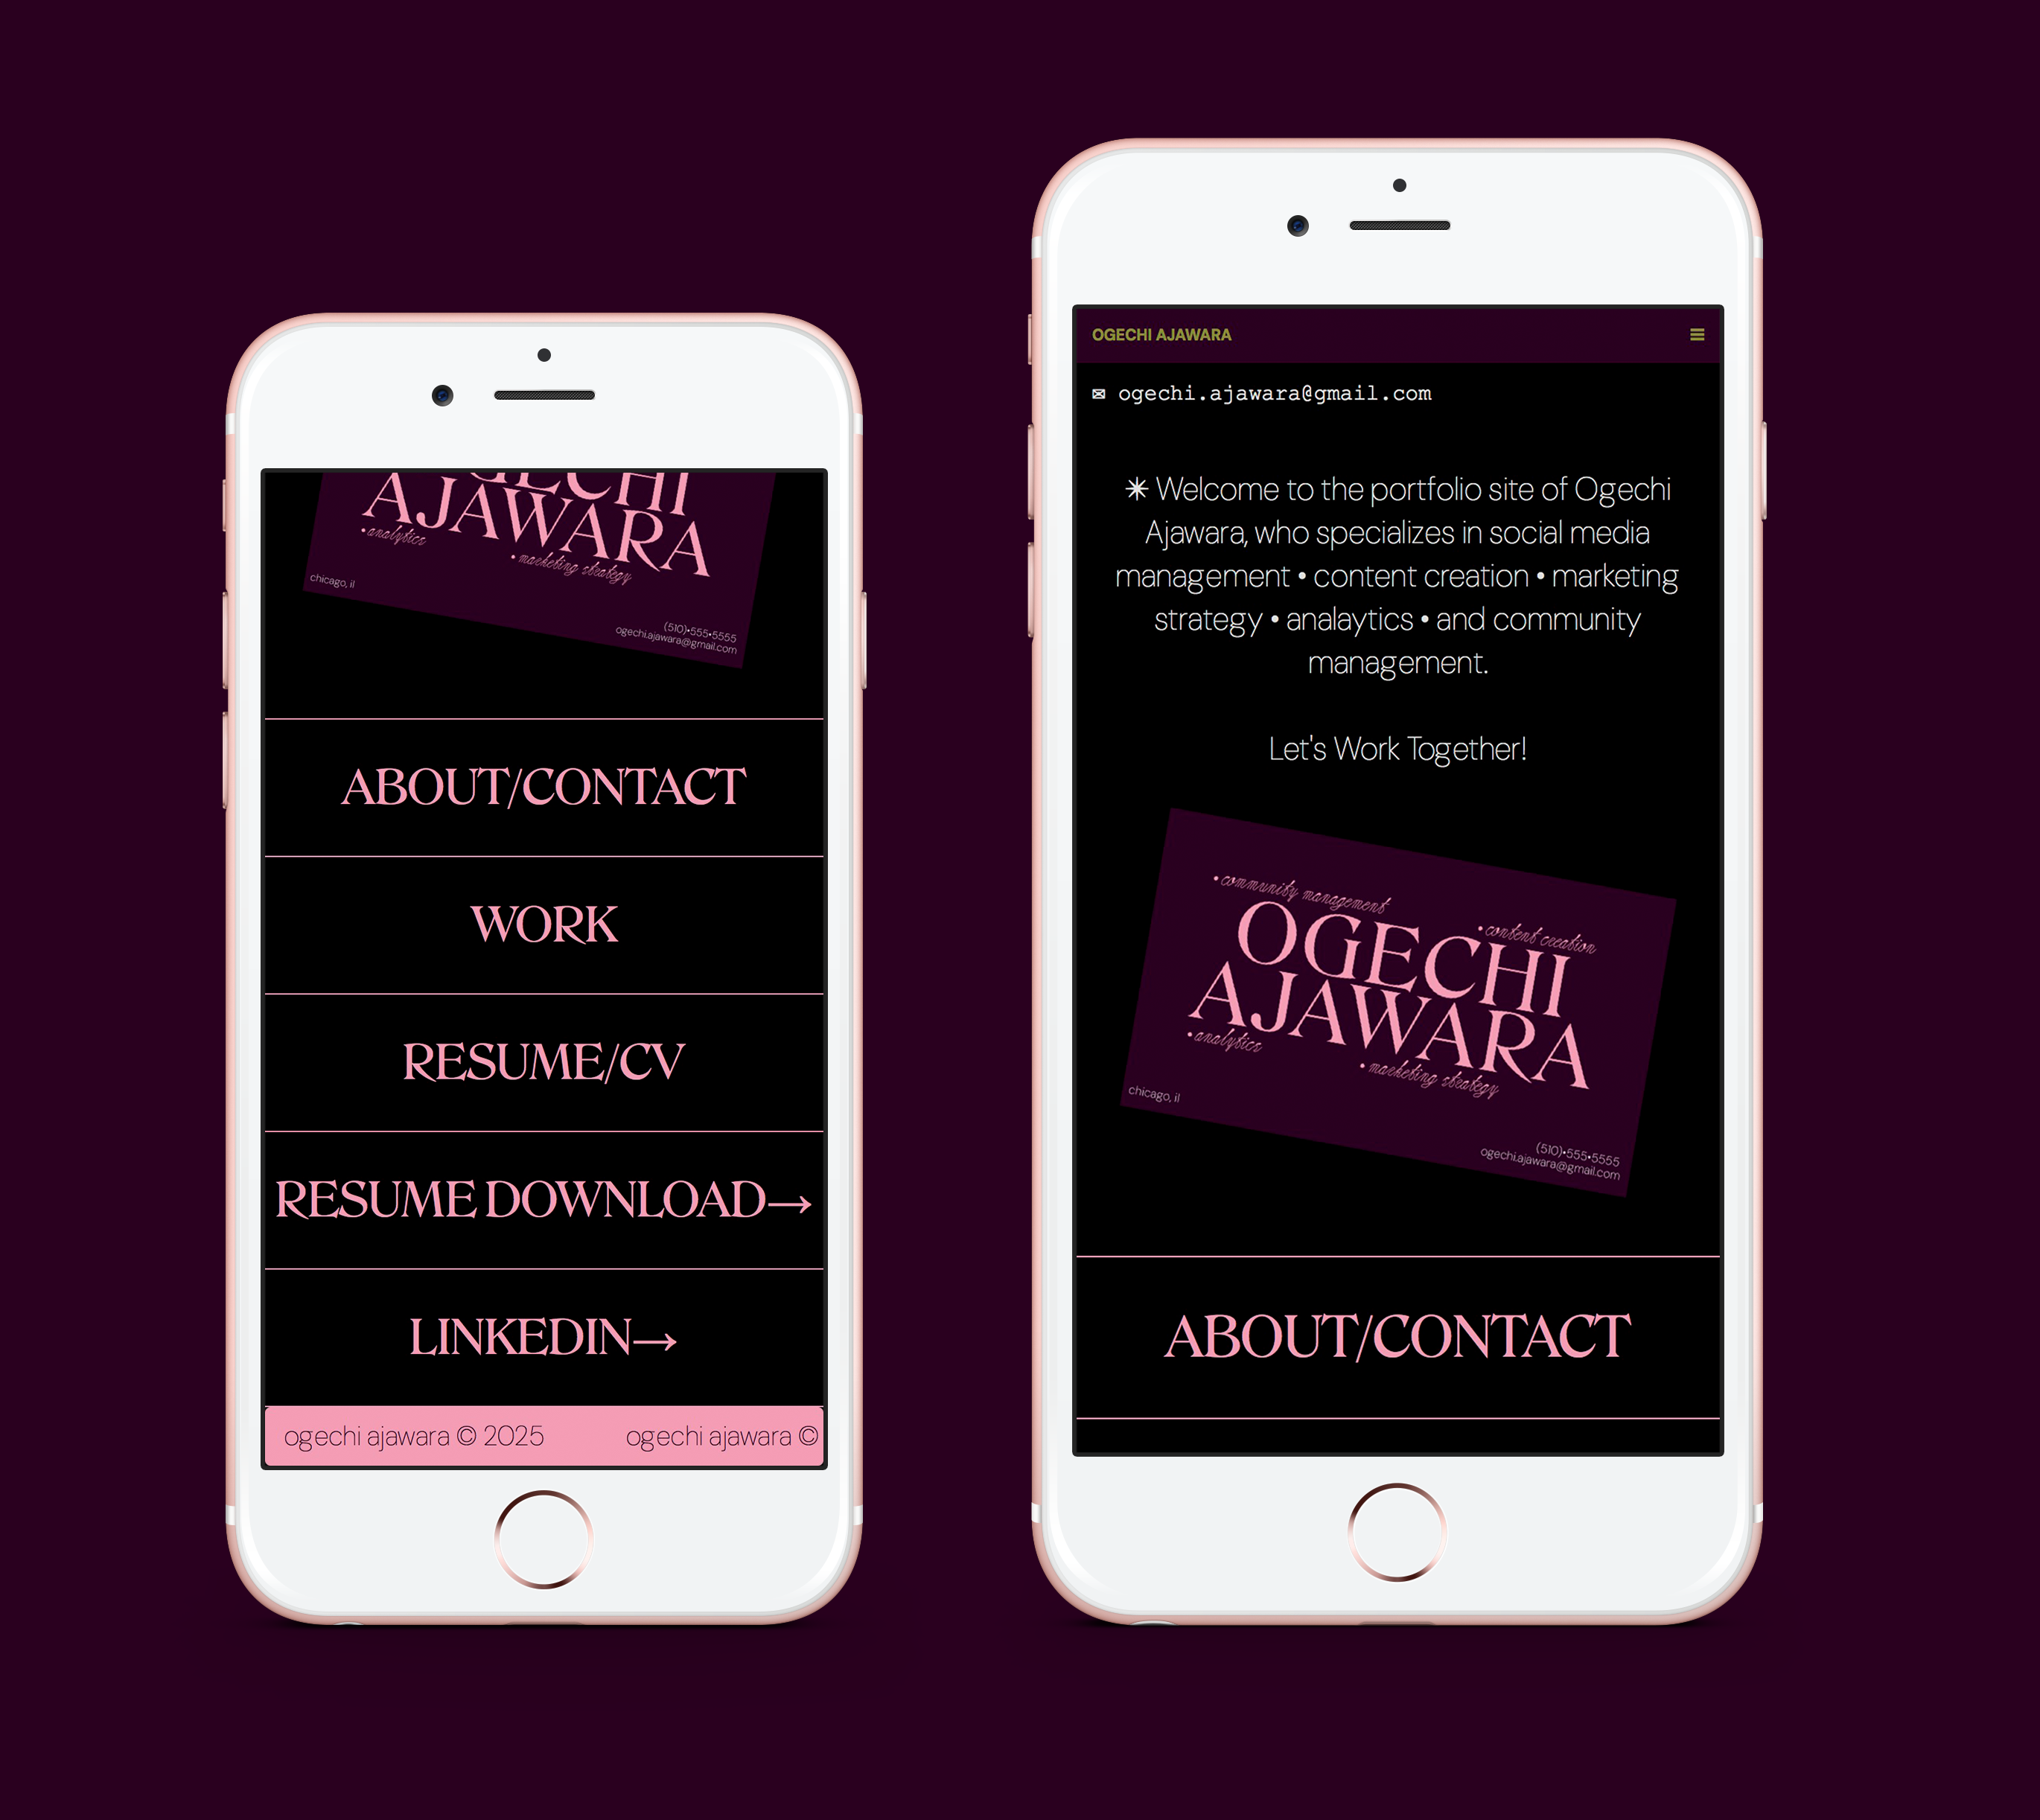 GECHI
AJAWARA
•analytics
•marketing strategy
chicago, il
(510)•555•5555
ogechi.ajawara@gmail.com
ABOUT/CONTACT
WORK
RESUME/CV
RESUME DOWNLOAD→
LINKEDIN→
ogechi ajawara © 2025 ogechi ajawara ©
OGECHI AJAWARA
✉ ogechi.ajawara@gmail.com
✴ Welcome to the portfolio site of Ogechi
Ajawara, who specializes in social media
management • content creation • marketing
strategy • analaytics • and community
management.
Let's Work Together!
•community management
•content creation
OGECHI
AJAWARA
•analytics
•marketing strategy
chicago, il
(510)•555•5555
ogechi.ajawara@gmail.com
ABOUT/CONTACT